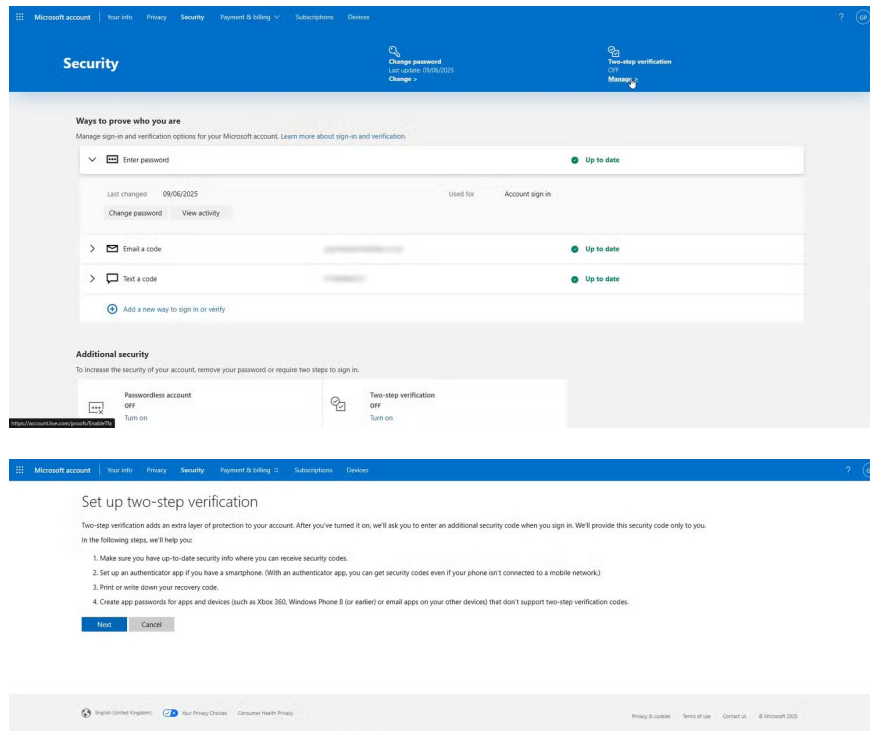 Microsoft account Your info Privacy Security Payment & billing Subscriptions Devices ? GP
Security
Change password
Last update: 09/06/2025
Change >
Two-step verification
OFF
Manage >
Ways to prove who you are
Manage sign-in and verification options for your Microsoft account. Learn more about sign-in and verification.
Enter password Up to date
Last changed 09/06/2025 Used for Account sign in
Change password View activity
Email a code Up to date
Text a code Up to date
Add a new way to sign in or verify
Additional security
To increase the security of your account, remove your password or require two steps to sign in.
Passwordless account
OFF
Turn on
Two-step verification
OFF
Turn on
https://account.live.com/proofs/EnableTfa
Microsoft account Your info Privacy Security Payment & billing Subscriptions Devices ?
Set up two-step verification
Two-step verification adds an extra layer of protection to your account. After you've turned it on, we'll ask you to enter an additional security code when you sign in. We'll provide this security code only to you.
In the following steps, we'll help you:
1. Make sure you have up-to-date security info where you can receive security codes.
2. Set up an authenticator app if you have a smartphone. (With an authenticator app, you can get security codes even if your phone isn't connected to a mobile network.)
3. Print or write down your recovery code.
4. Create app passwords for apps and devices (such as Xbox 360, Windows Phone 8 (or earlier) or email apps on your other devices) that don't support two-step verification codes.
Next Cancel
English (United Kingdom) Your Privacy Choices Consumer Health Privacy Privacy & cookies Terms of use Contact us © Microsoft 2025